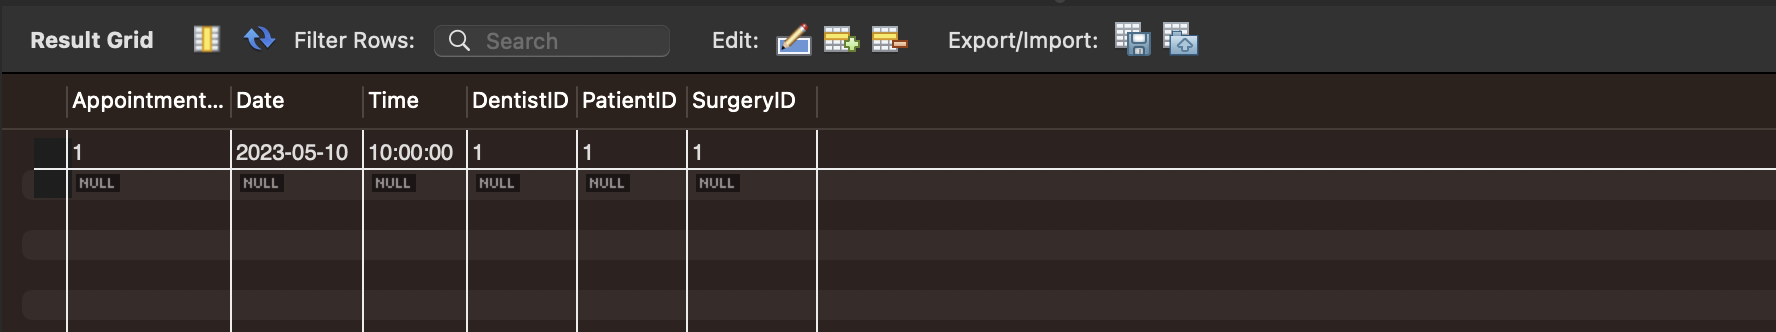 Result Grid Filter Rows: Search Edit: Export/Import:
Appointment... Date Time DentistID PatientID SurgeryID
1 2023-05-10 10:00:00 1 1 1
NULL NULL NULL NULL NULL NULL